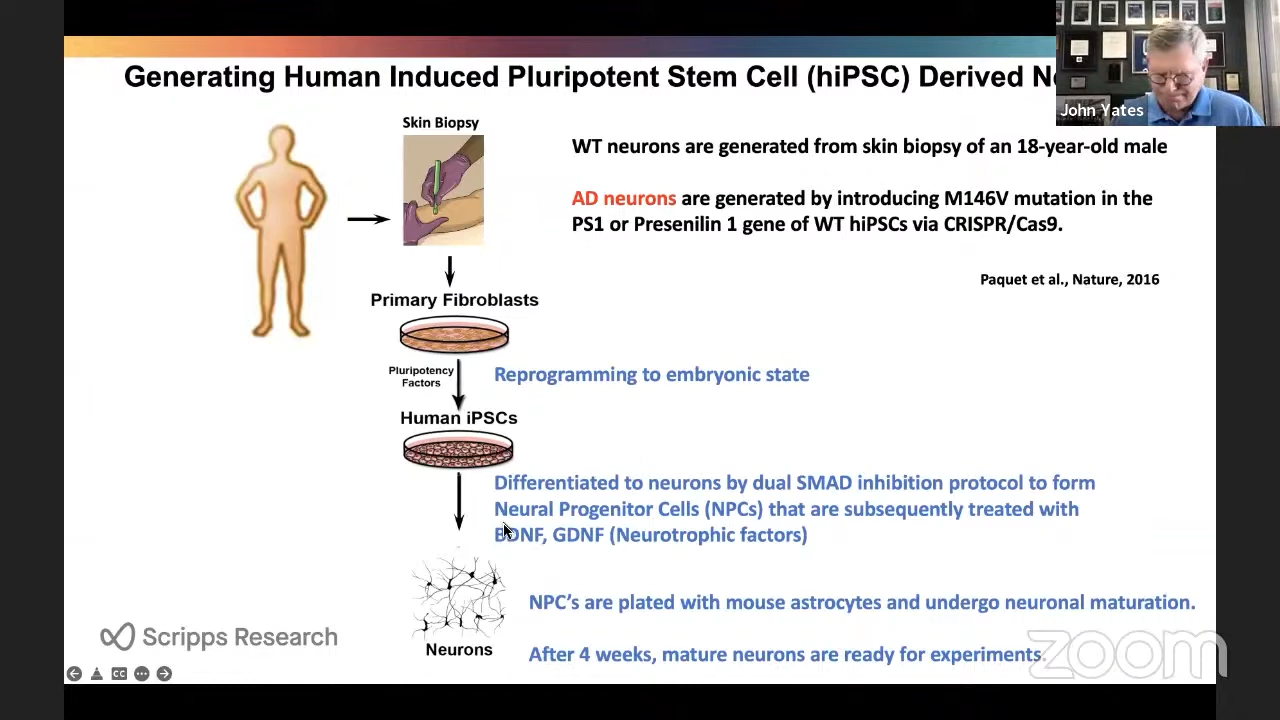 Generating Human Induced Pluripotent Stem Cell (hiPSC) Derived
John Yates
Skin Biopsy
WT neurons are generated from skin biopsy of an 18-year-old male
AD neurons are generated by introducing M146V mutation in the
PS1 or Presenilin 1 gene of WT hiPSCs via CRISPR/Cas9.
Paquet et al., Nature, 2016
Primary Fibroblasts
Pluripotency
Factors
Reprogramming to embryonic state
Human iPSCs
Differentiated to neurons by dual SMAD inhibition protocol to form
Neural Progenitor Cells (NPCs) that are subsequently treated with
BDNF, GDNF (Neurotrophic factors)
NPC's are plated with mouse astrocytes and undergo neuronal maturation.
Neurons
After 4 weeks, mature neurons are ready for experiments.
Scripps Research
CC
zoom